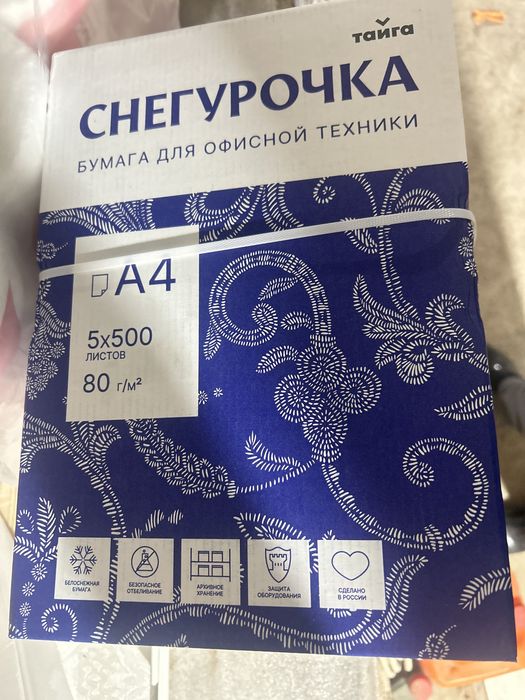 тайга
СНЕГУРОЧКА
БУМАГА ДЛЯ ОФИСНОЙ ТЕХНИКИ
А4
5х500
ЛИСТОВ
80 г/м²
БЕЛОСНЕЖНАЯ
БУМАГА
БЕЗОПАСНОЕ
ОТБЕЛИВАНИЕ
АРХИВНОЕ
ХРАНЕНИЕ
ЗАЩИТА
ОБОРУДОВАНИЯ
СДЕЛАНО
В РОССИИ